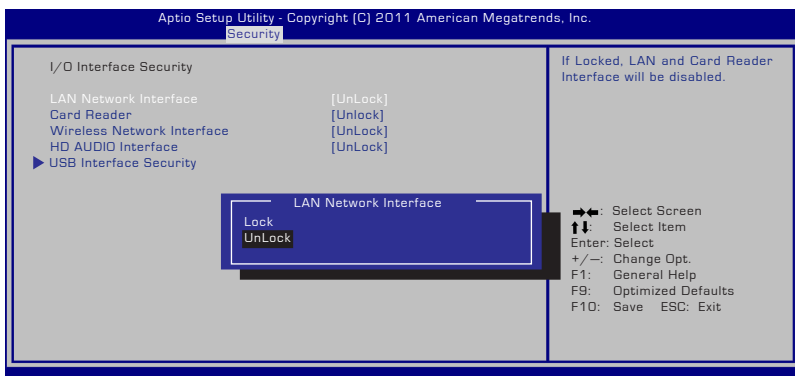 Aptio Setup Utility - Copyright (C) 2011 American Megatrends, Inc.
Security
I/O Interface Security
LAN Network Interface [UnLock]
Card Reader [Unlock]
Wireless Network Interface [UnLock]
HD AUDIO Interface [UnLock]
USB Interface Security
LAN Network Interface
Lock
UnLock
If Locked, LAN and Card Reader
Interface will be disabled.
→←: Select Screen
↑↓: Select Item
Enter: Select
+/—: Change Opt.
F1: General Help
F9: Optimized Defaults
F10: Save ESC: Exit